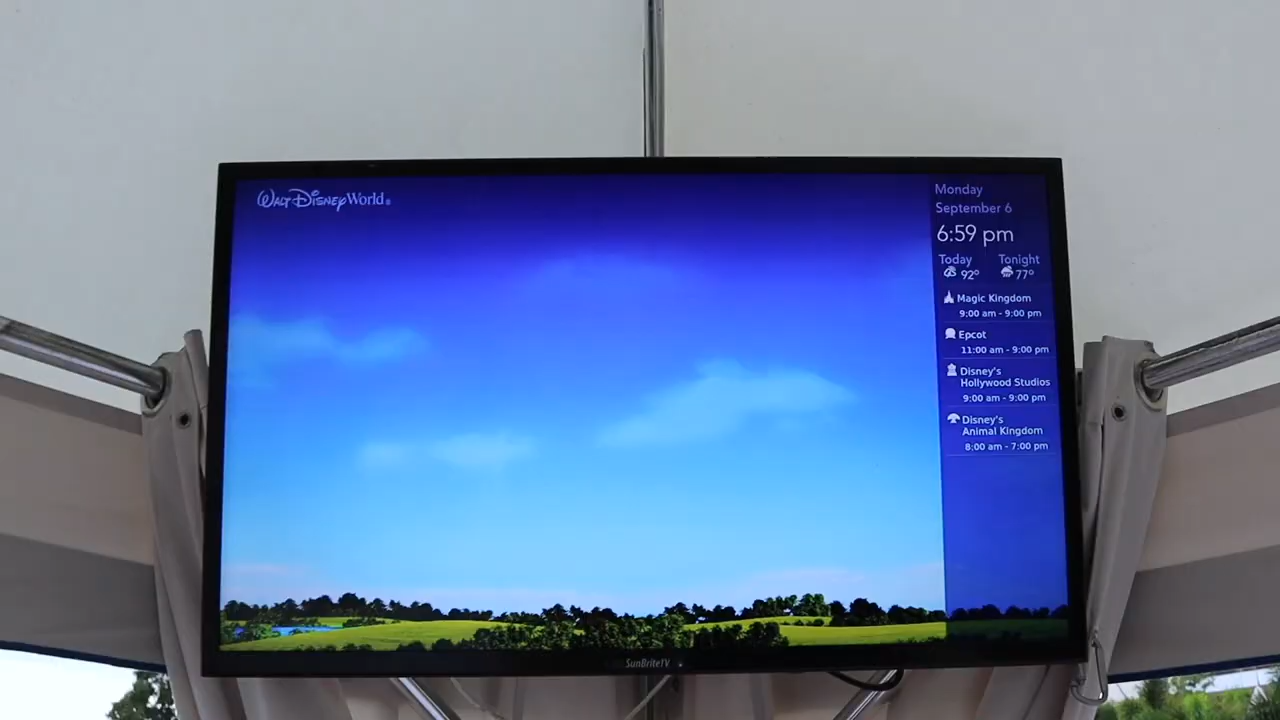 Walt Disney World®
Monday
September 6
6:59 pm
Today Tonight
92° 77°
Magic Kingdom
9:00 am - 9:00 pm
Epcot
11:00 am - 9:00 pm
Disney's
Hollywood Studios
9:00 am - 9:00 pm
Disney's
Animal Kingdom
8:00 am - 7:00 pm
SunBriteTV